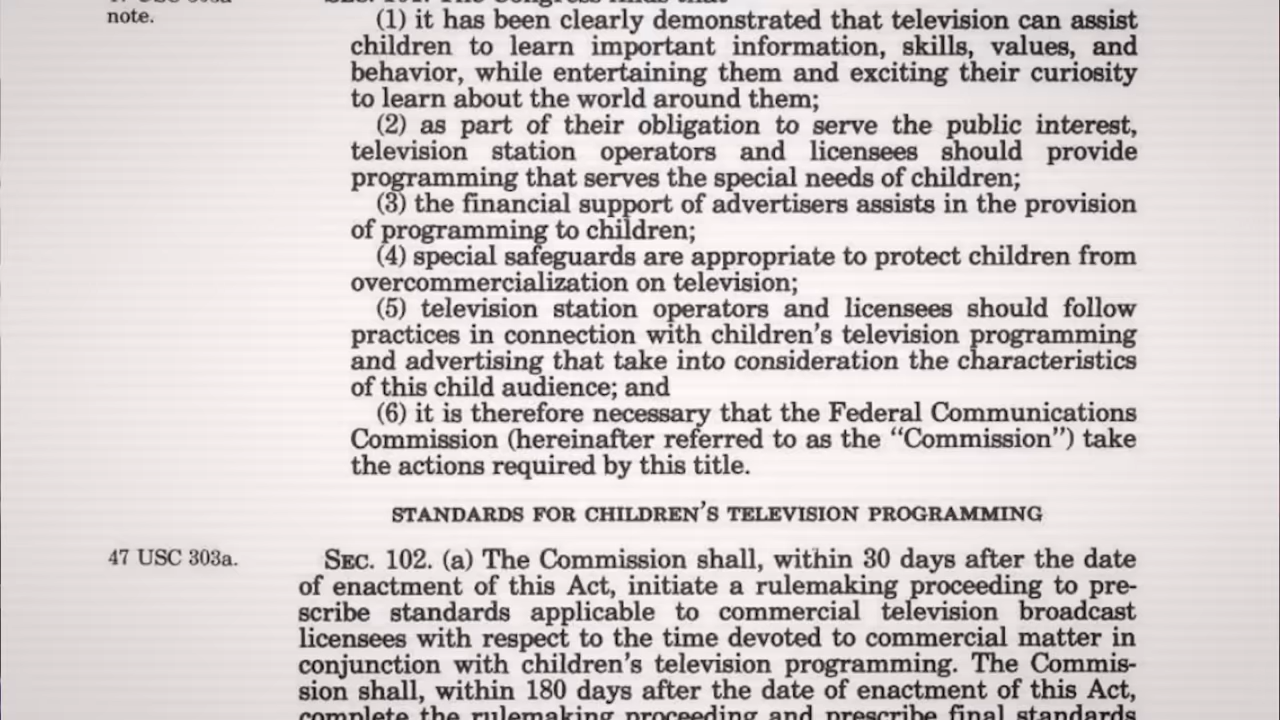 note.
(1) it has been clearly demonstrated that television can assist
children to learn important information, skills, values, and
behavior, while entertaining them and exciting their curiosity
to learn about the world around them;
(2) as part of their obligation to serve the public interest,
television station operators and licensees should provide
programming that serves the special needs of children;
(3) the financial support of advertisers assists in the provision
of programming to children;
(4) special safeguards are appropriate to protect children from
overcommercialization on television;
(5) television station operators and licensees should follow
practices in connection with children's television programming
and advertising that take into consideration the characteristics
of this child audience; and
(6) it is therefore necessary that the Federal Communications
Commission (hereinafter referred to as the "Commission") take
the actions required by this title.
STANDARDS FOR CHILDREN'S TELEVISION PROGRAMMING
47 USC 303a.
SEC. 102. (a) The Commission shall, within 30 days after the date
of enactment of this Act, initiate a rulemaking proceeding to pre-
scribe standards applicable to commercial television broadcast
licensees with respect to the time devoted to commercial matter in
conjunction with children's television programming. The Commis-
sion shall, within 180 days after the date of enactment of this Act,
complete the rulemaking proceeding and prescribe final standards